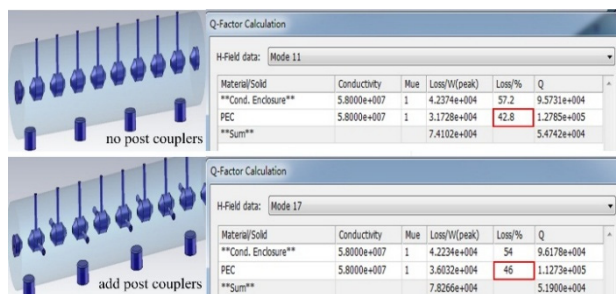 no post couplers
Q-Factor Calculation
H-Field data: Mode 11
Material/Solid Conductivity Mue Loss/W(peak) Loss/% Q
**Cond. Enclosure** 5.8000e+007 1 4.2374e+004 57.2 9.5731e+004
PEC 5.8000e+007 1 3.1728e+004 42.8 1.2785e+005
**Sum** 7.4102e+004 5.4742e+004
add post couplers
Q-Factor Calculation
H-Field data: Mode 17
Material/Solid Conductivity Mue Loss/W(peak) Loss/% Q
**Cond. Enclosure** 5.8000e+007 1 4.2234e+004 54 9.6178e+004
PEC 5.8000e+007 1 3.6032e+004 46 1.1273e+005
**Sum** 7.8266e+004 5.1900e+004